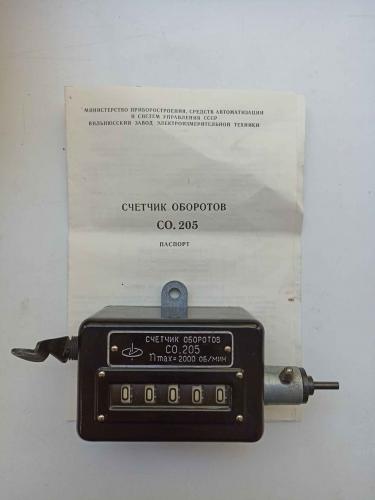 МИНИСТЕРСТВО ПРИБОРОСТРОЕНИЯ, СРЕДСТВ АВТОМАТИЗАЦИИ
И СИСТЕМ УПРАВЛЕНИЯ СССР
ВИЛЬНЮССКИЙ ЗАВОД ЭЛЕКТРОИЗМЕРИТЕЛЬНОЙ ТЕХНИКИ
СЧЕТЧИК ОБОРОТОВ
СО. 205
ПАСПОРТ
СЧЕТЧИК ОБОРОТОВ
СО.205
nmax=2000 ОБ/МИН
0 0 0 0 0